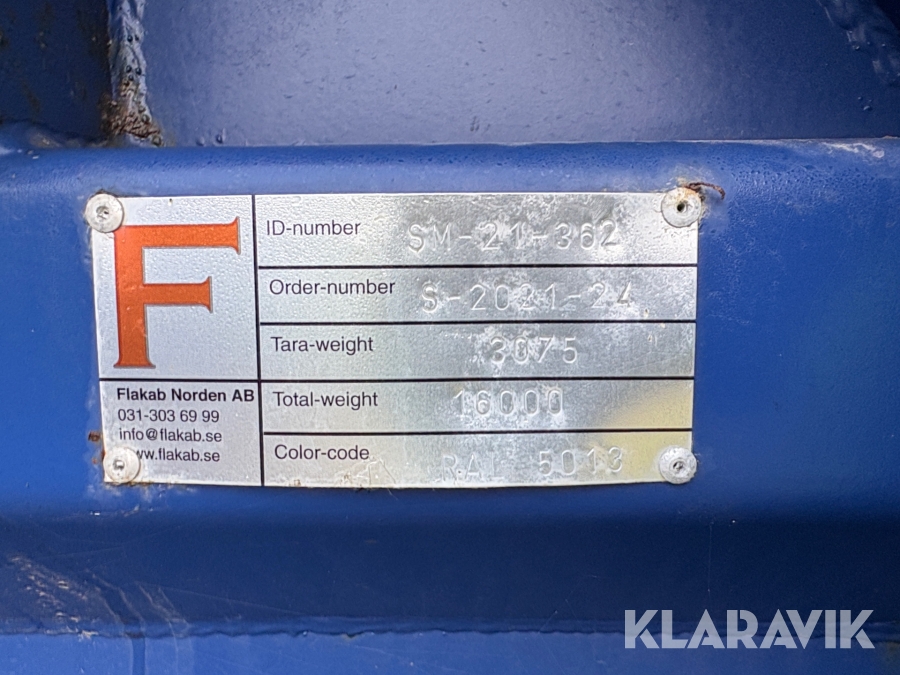 F
ID-number SM-21-362
Order-number S-2021-24
Tara-weight 3075
Total-weight 16000
Color-code RAL 5013
Flakab Norden AB
031-303 69 99
info@flakab.se
www.flakab.se
KLARAVIK